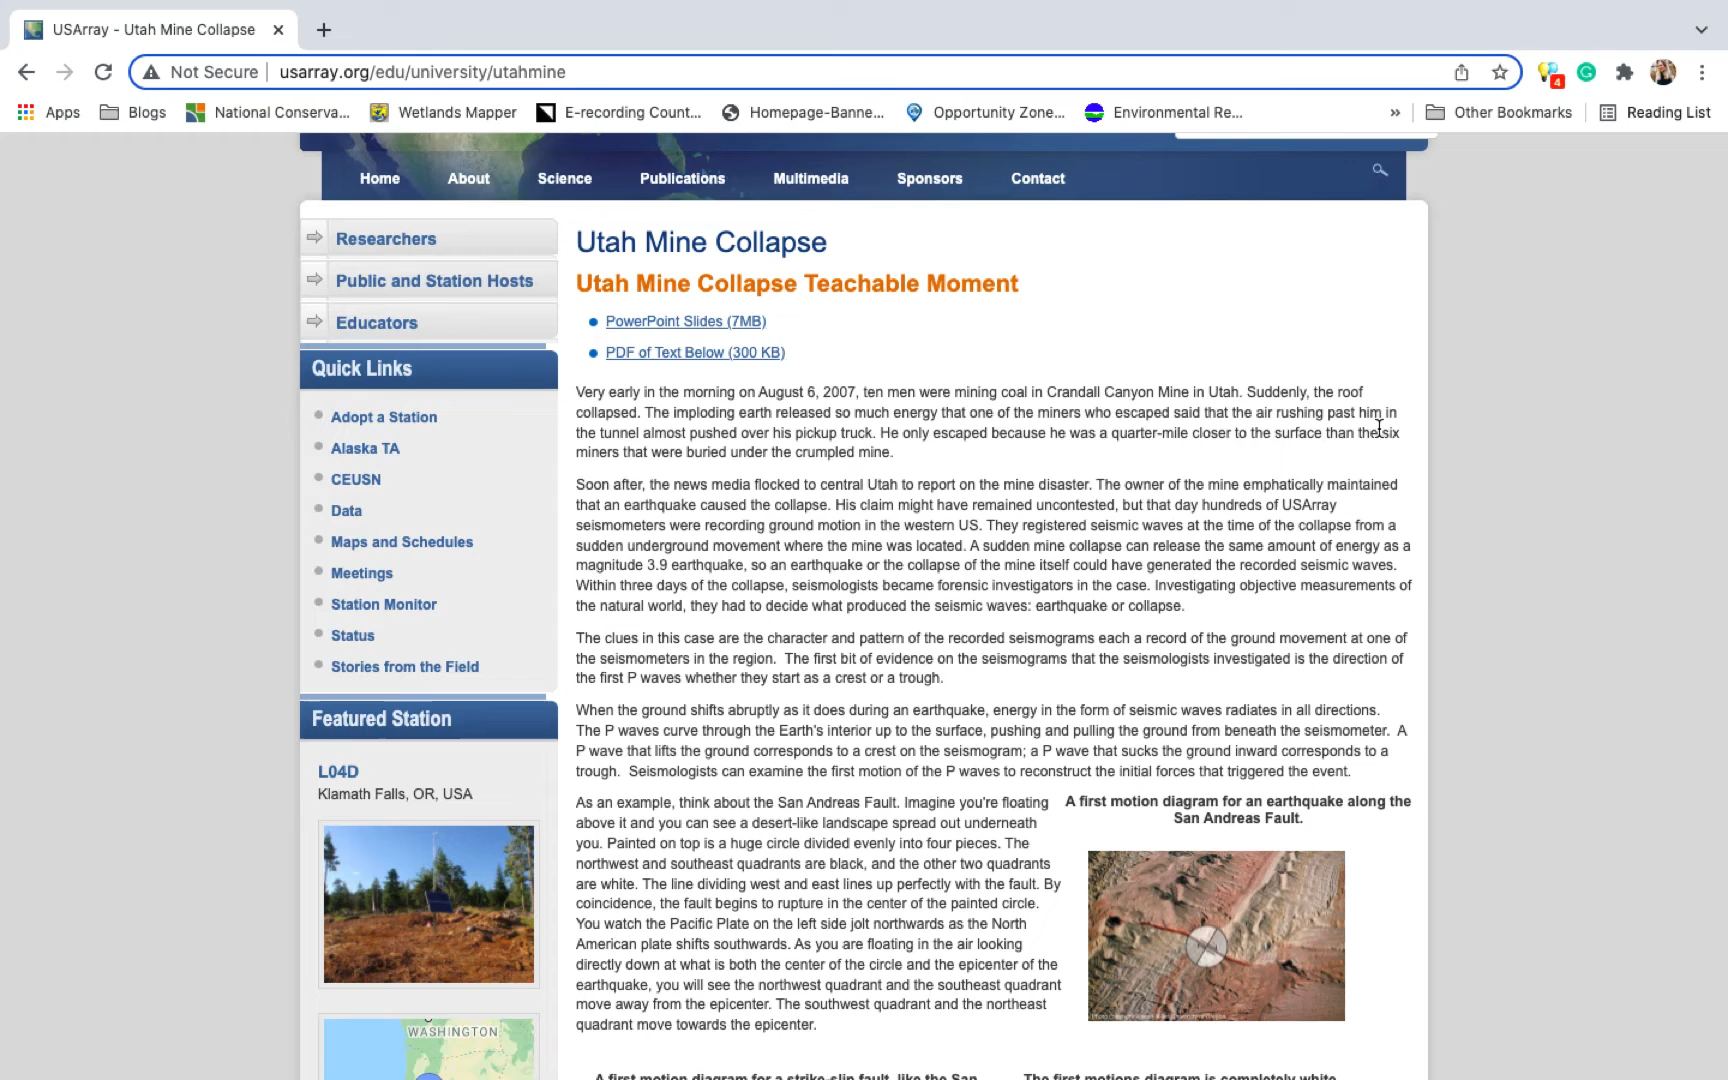 USArray - Utah Mine Collapse
Not Secure
usarray.org/edu/university/utahmine
4
Apps
Blogs
National Conserva...
Wetlands Mapper
E-recording Count...
Homepage-Banne...
Opportunity Zone...
Environmental Re...
»
Other Bookmarks
Reading List
Home
About
Science
Publications
Multimedia
Sponsors
Contact
Researchers
Public and Station Hosts
Educators
Quick Links
Adopt a Station
Alaska TA
CEUSN
Data
Maps and Schedules
Meetings
Station Monitor
Status
Stories from the Field
Featured Station
L04D
Klamath Falls, OR, USA
WASHINGTON
Utah Mine Collapse
Utah Mine Collapse Teachable Moment
PowerPoint Slides (7MB)
PDF of Text Below (300 KB)
Very early in the morning on August 6, 2007, ten men were mining coal in Crandall Canyon Mine in Utah. Suddenly, the roof
collapsed. The imploding earth released so much energy that one of the miners who escaped said that the air rushing past him in
the tunnel almost pushed over his pickup truck. He only escaped because he was a quarter-mile closer to the surface than the six
miners that were buried under the crumpled mine.
Soon after, the news media flocked to central Utah to report on the mine disaster. The owner of the mine emphatically maintained
that an earthquake caused the collapse. His claim might have remained uncontested, but that day hundreds of USArray
seismometers were recording ground motion in the western US. They registered seismic waves at the time of the collapse from a
sudden underground movement where the mine was located. A sudden mine collapse can release the same amount of energy as a
magnitude 3.9 earthquake, so an earthquake or the collapse of the mine itself could have generated the recorded seismic waves.
Within three days of the collapse, seismologists became forensic investigators in the case. Investigating objective measurements of
the natural world, they had to decide what produced the seismic waves: earthquake or collapse.
The clues in this case are the character and pattern of the recorded seismograms each a record of the ground movement at one of
the seismometers in the region. The first bit of evidence on the seismograms that the seismologists investigated is the direction of
the first P waves whether they start as a crest or a trough.
When the ground shifts abruptly as it does during an earthquake, energy in the form of seismic waves radiates in all directions.
The P waves curve through the Earth's interior up to the surface, pushing and pulling the ground from beneath the seismometer. A
P wave that lifts the ground corresponds to a crest on the seismogram; a P wave that sucks the ground inward corresponds to a
trough. Seismologists can examine the first motion of the P waves to reconstruct the initial forces that triggered the event.
As an example, think about the San Andreas Fault. Imagine you're floating
above it and you can see a desert-like landscape spread out underneath
you. Painted on top is a huge circle divided evenly into four pieces. The
northwest and southeast quadrants are black, and the other two quadrants
are white. The line dividing west and east lines up perfectly with the fault. By
coincidence, the fault begins to rupture in the center of the painted circle.
You watch the Pacific Plate on the left side jolt northwards as the North
American plate shifts southwards. As you are floating in the air looking
directly down at what is both the center of the circle and the epicenter of the
earthquake, you will see the northwest quadrant and the southeast quadrant
move away from the epicenter. The southwest quadrant and the northeast
quadrant move towards the epicenter.
A first motion diagram for an earthquake along the
San Andreas Fault.
A first motion diagram for a strike-slip fault, like the San
The first motions diagram is completely white